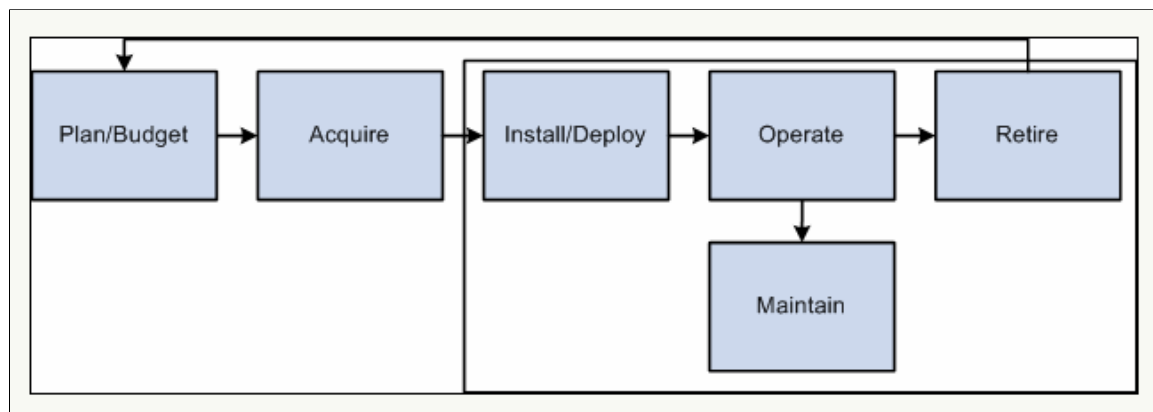 Plan/Budget
Acquire
Install/Deploy
Operate
Retire
Maintain